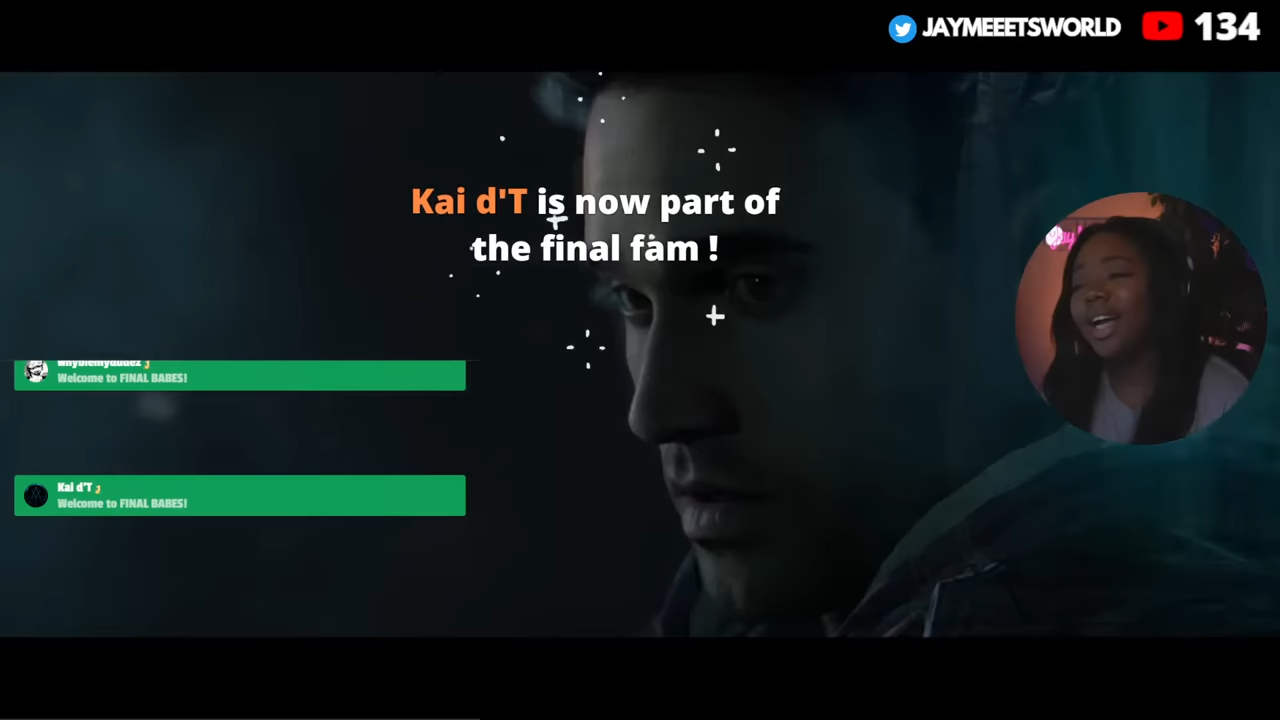 JAYMEEETSWORLD 134
Kai d'T is now part of
the final fam !
Welcome to FINAL BABES!
Kai d'T
Welcome to FINAL BABES!